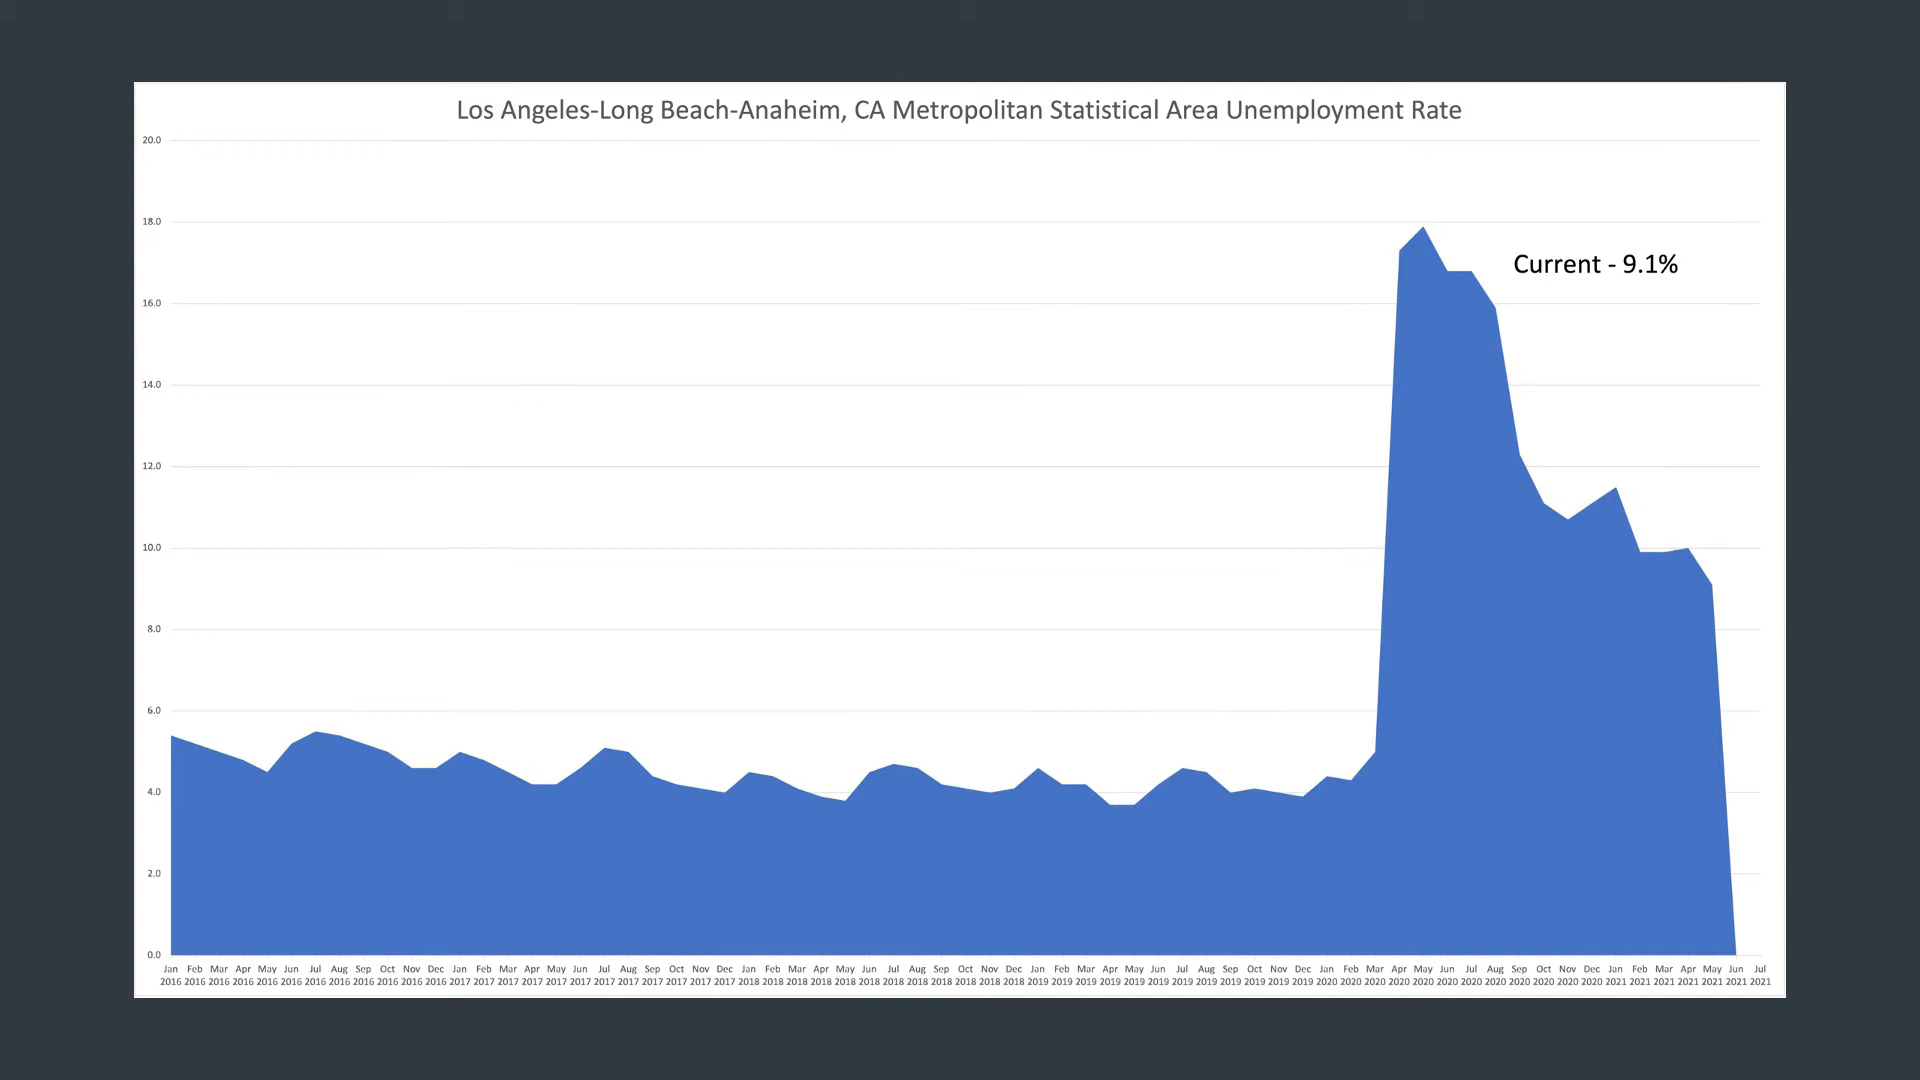 Los Angeles-Long Beach-Anaheim, CA Metropolitan Statistical Area Unemployment Rate
20.0
18.0
Current - 9.1%
16.0
14.0
12.0
10.0
8.0
6.0
4.0
2.0
0.0
Jan Feb Mar Apr May Jun Jul Aug Sep Oct Nov Dec Jan Feb Mar Apr May Jun Jul Aug Sep Oct Nov Dec Jan Feb Mar Apr May Jun Jul Aug Sep Oct Nov Dec Jan Feb Mar Apr May Jun Jul Aug Sep Oct Nov Dec Jan Feb Mar Apr May Jun Jul Aug Sep Oct Nov Dec Jan Feb Mar Apr May Jun Jul
2016 2016 2016 2016 2016 2016 2016 2016 2016 2016 2016 2016 2017 2017 2017 2017 2017 2017 2017 2017 2017 2017 2017 2017 2018 2018 2018 2018 2018 2018 2018 2018 2018 2018 2018 2018 2019 2019 2019 2019 2019 2019 2019 2019 2019 2019 2019 2019 2020 2020 2020 2020 2020 2020 2020 2020 2020 2020 2020 2020 2021 2021 2021 2021 2021 2021 2021